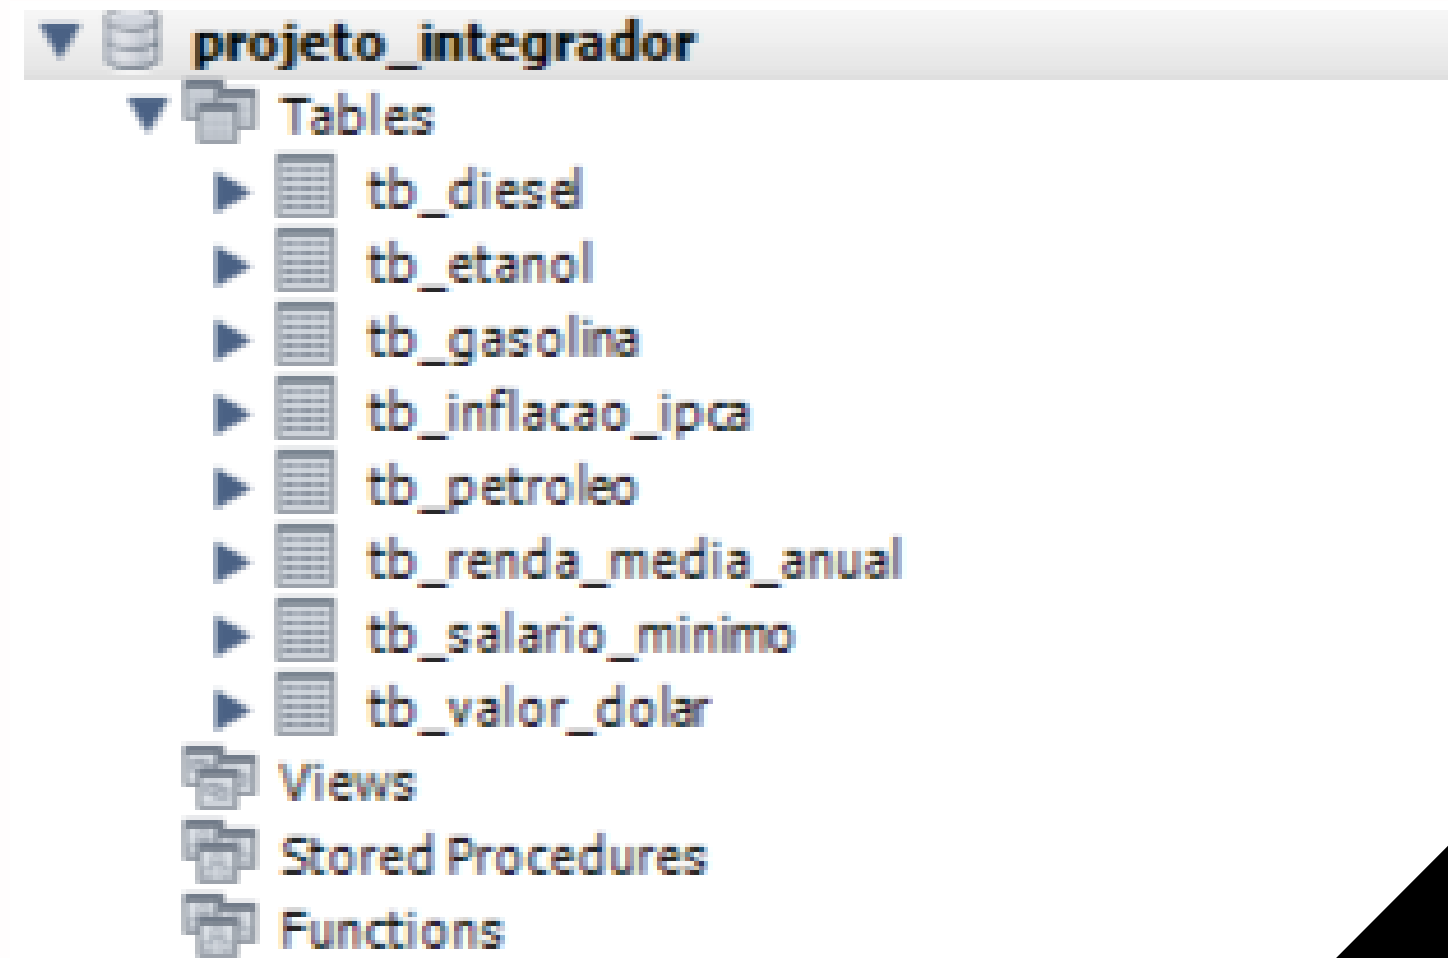 projeto_integrador
Tables
tb_diesel
tb_etanol
tb_gasolina
tb_inflacao_ipca
tb_petroleo
tb_renda_media_anual
tb_salario_minimo
tb_valor_dolar
Views
Stored Procedures
Functions